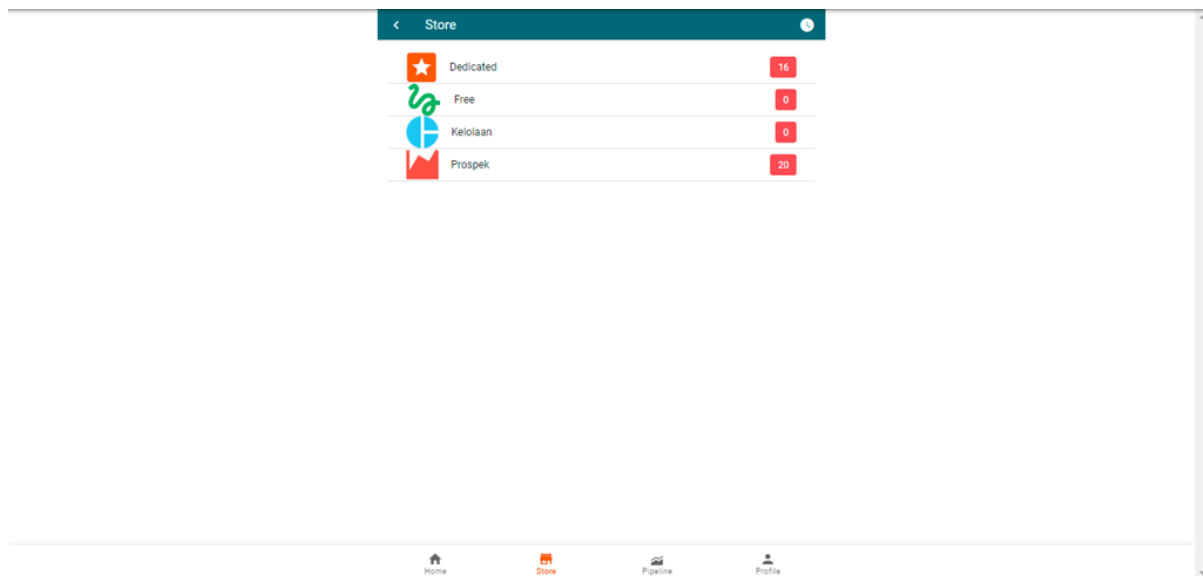 Store
Dedicated 16
Free 0
Kelolaan 0
Prospek 20
Home Store Pipeline Profile